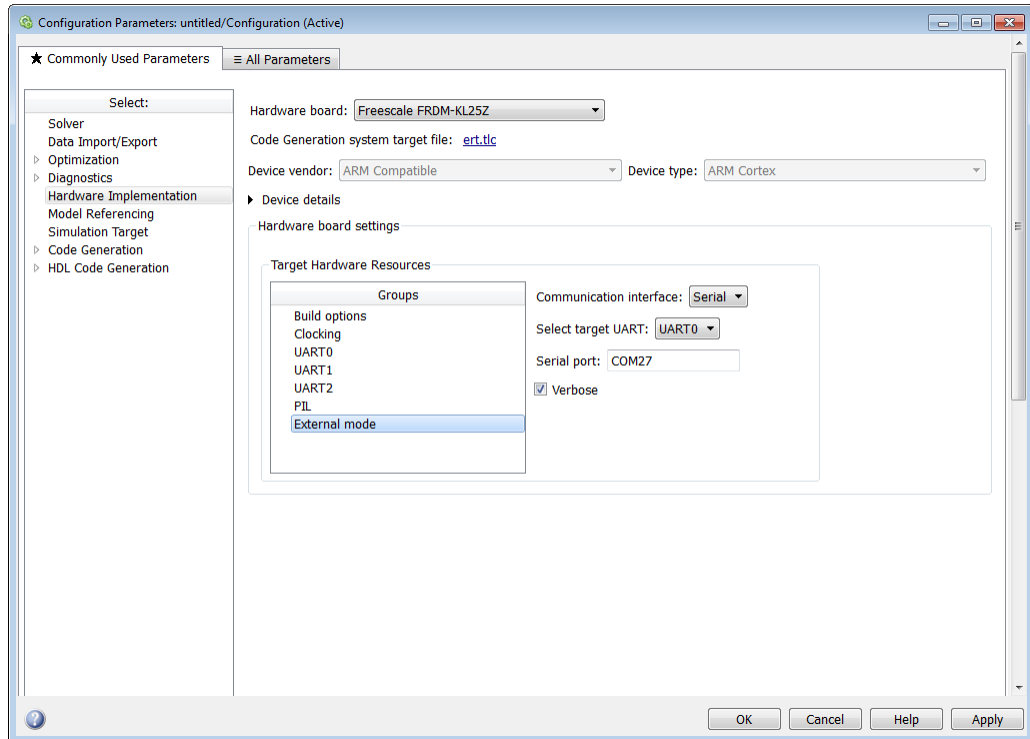 Configuration Parameters: untitled/Configuration (Active)
★ Commonly Used Parameters
≡ All Parameters
Select:
Solver
Data Import/Export
Optimization
Diagnostics
Hardware Implementation
Model Referencing
Simulation Target
Code Generation
HDL Code Generation
Hardware board: Freescale FRDM-KL25Z
Code Generation system target file: ert.tlc
Device vendor: ARM Compatible Device type: ARM Cortex
Device details
Hardware board settings
Target Hardware Resources
Groups
Build options
Clocking
UART0
UART1
UART2
PIL
External mode
Communication interface: Serial
Select target UART: UART0
Serial port: COM27
Verbose
OK Cancel Help Apply